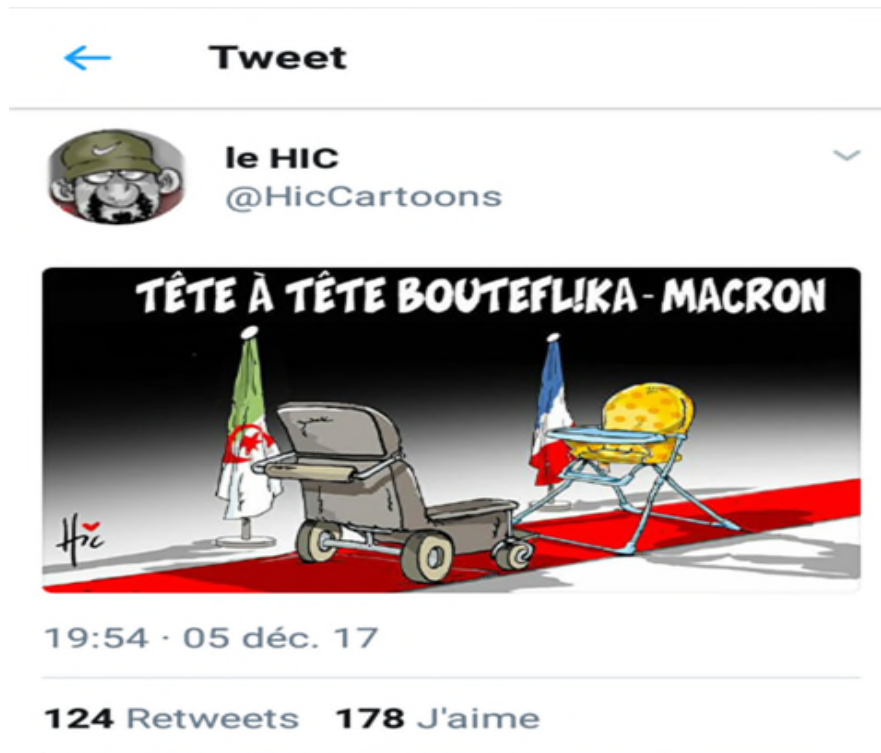 Tweet
le HIC
@HicCartoons
TÊTE À TÊTE BOUTEFL!KA - MACRON
Hic
19:54 · 05 déc. 17
124 Retweets 178 J'aime